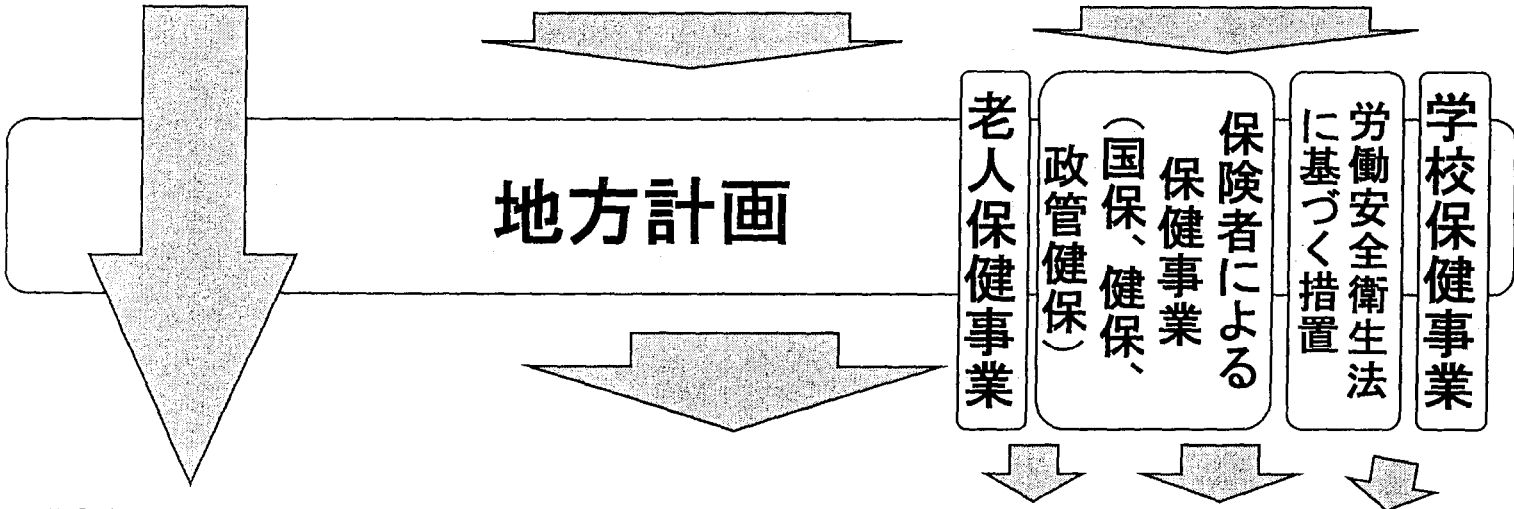 地方計画
老人保健事業
保険者による
保健事業
（国保、健保、
政管健保）
労働安全衛生法
に基づく措置
学校保健事業